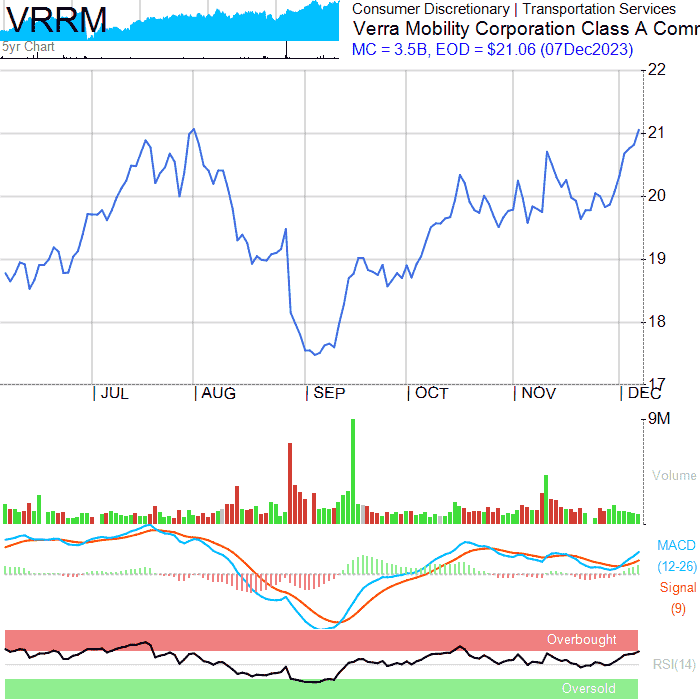 VRRM
5yr Chart
Consumer Discretionary | Transportation Services
Verra Mobility Corporation Class A Comm
MC = 3.5B, EOD = $21.06 (07Dec2023)
22
21
20
19
18
17
JUL AUG SEP OCT NOV DEC
9M
Volume
MACD
(12-26)
Signal
(9)
Overbought
RSI(14)
Oversold